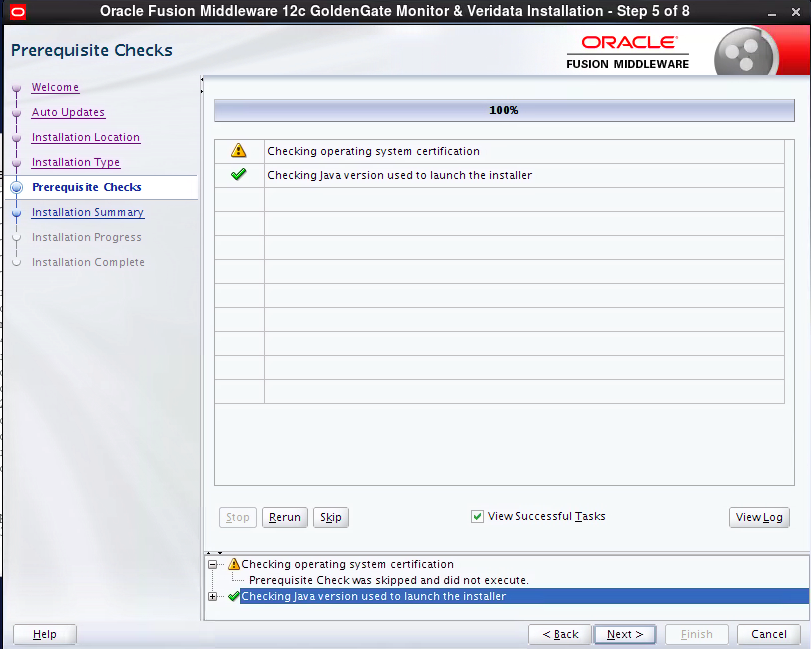 Oracle Fusion Middleware 12c GoldenGate Monitor & Veridata Installation - Step 5 of 8
Prerequisite Checks
ORACLE
FUSION MIDDLEWARE
Welcome
Auto Updates
Installation Location
Installation Type
Prerequisite Checks
Installation Summary
Installation Progress
Installation Complete
100%
Checking operating system certification
Checking Java version used to launch the installer
Stop
Rerun
Skip
View Successful Tasks
View Log
Checking operating system certification
Prerequisite Check was skipped and did not execute.
Checking Java version used to launch the installer
Help
< Back
Next >
Finish
Cancel